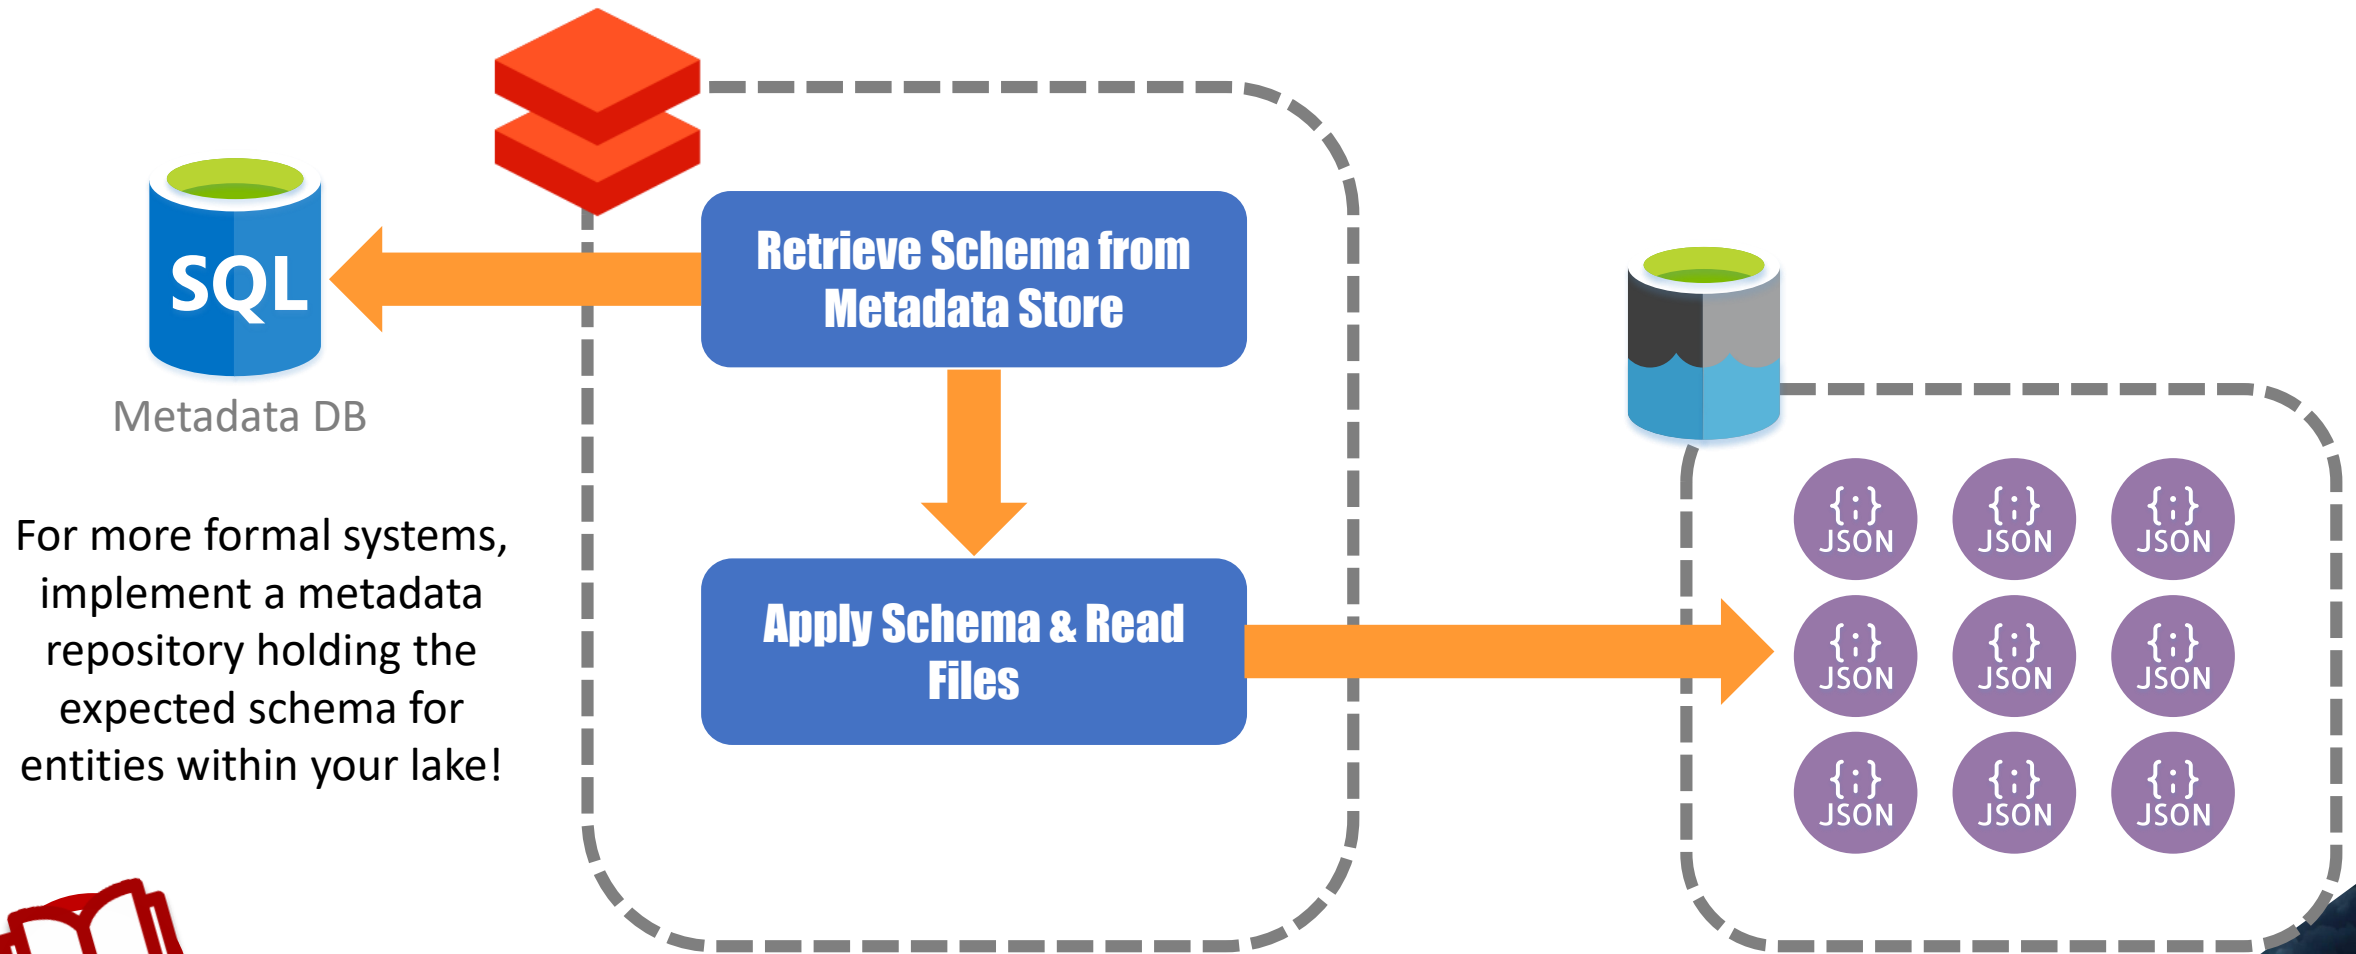 SQL
Metadata DB
For more formal systems,
implement a metadata
repository holding the
expected schema for
entities within your lake!
Retrieve Schema from
Metadata Store
Apply Schema & Read
Files
{;}
JSON
{;}
JSON
{;}
JSON
{;}
JSON
{;}
JSON
{;}
JSON
{;}
JSON
{;}
JSON
{;}
JSON